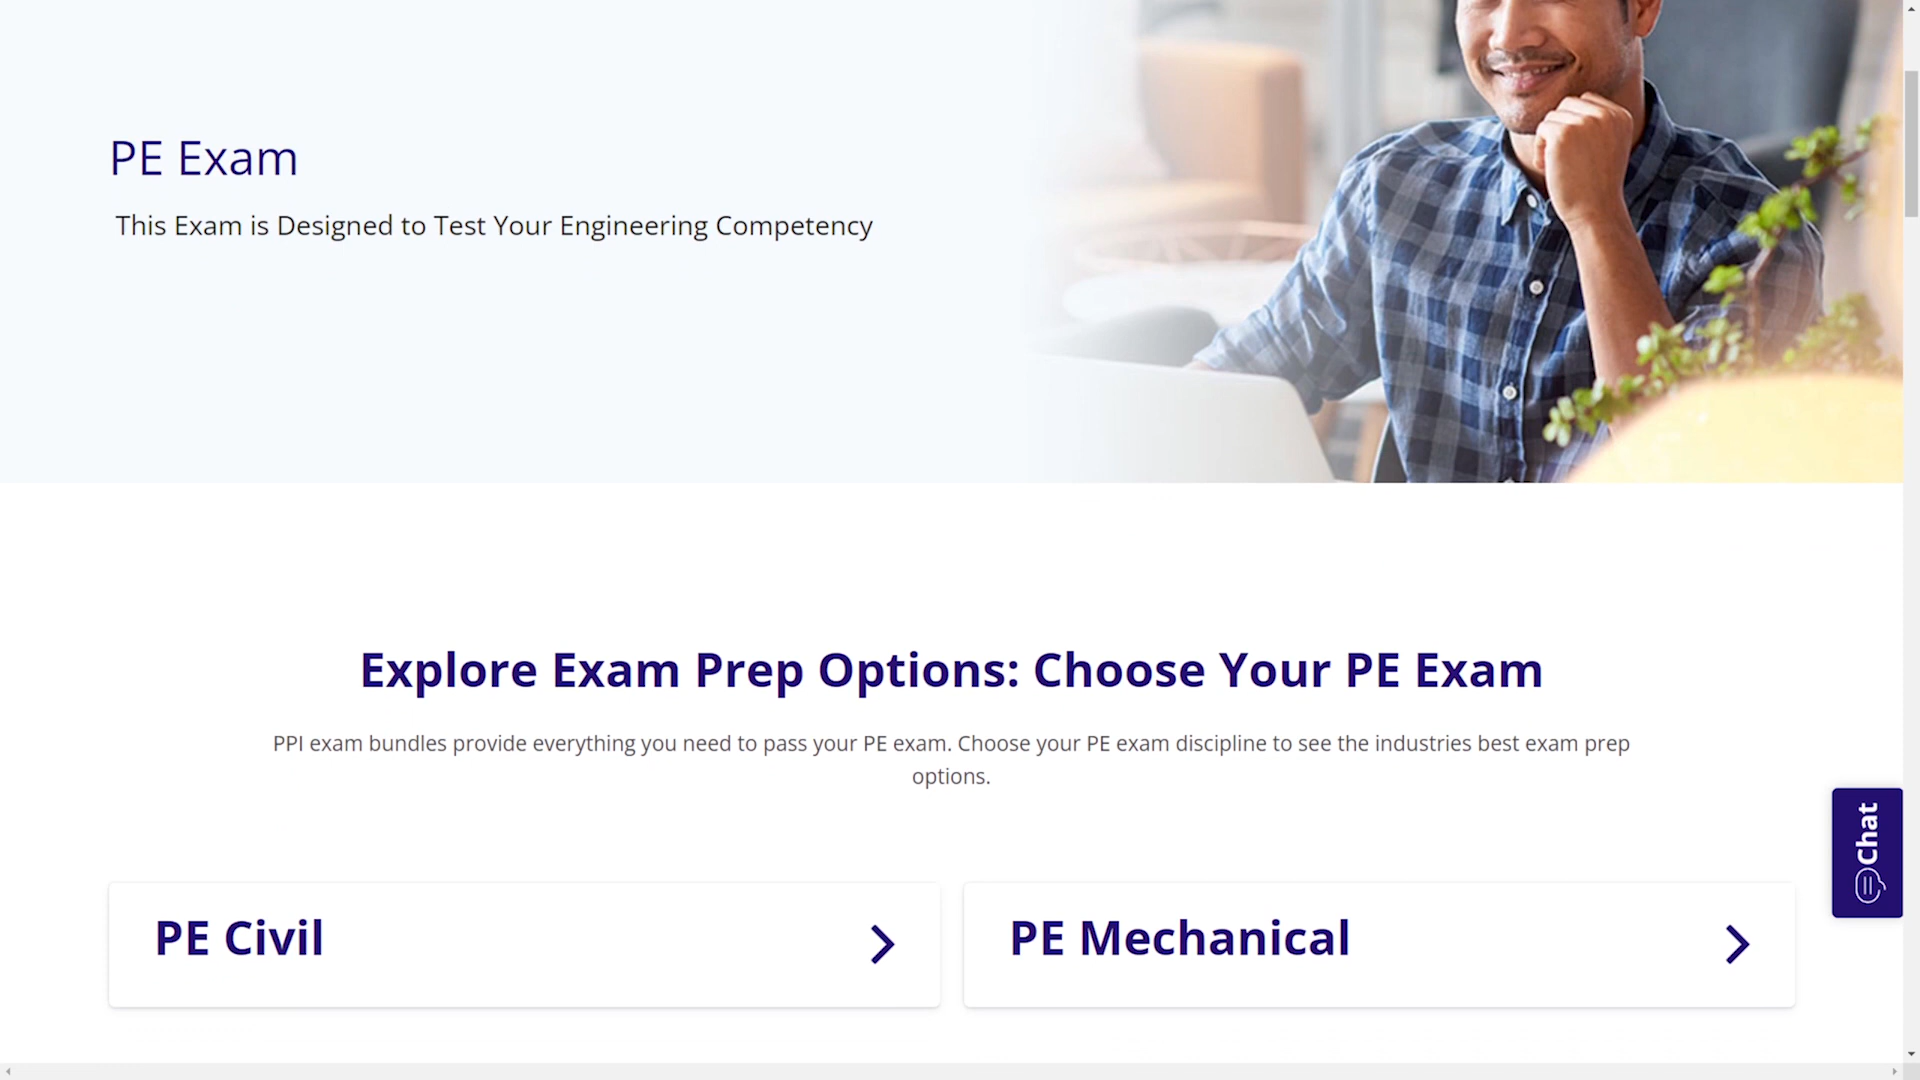 PE Exam
This Exam is Designed to Test Your Engineering Competency
Explore Exam Prep Options: Choose Your PE Exam
PPI exam bundles provide everything you need to pass your PE exam. Choose your PE exam discipline to see the industries best exam prep
options.
Chat
PE Civil
PE Mechanical